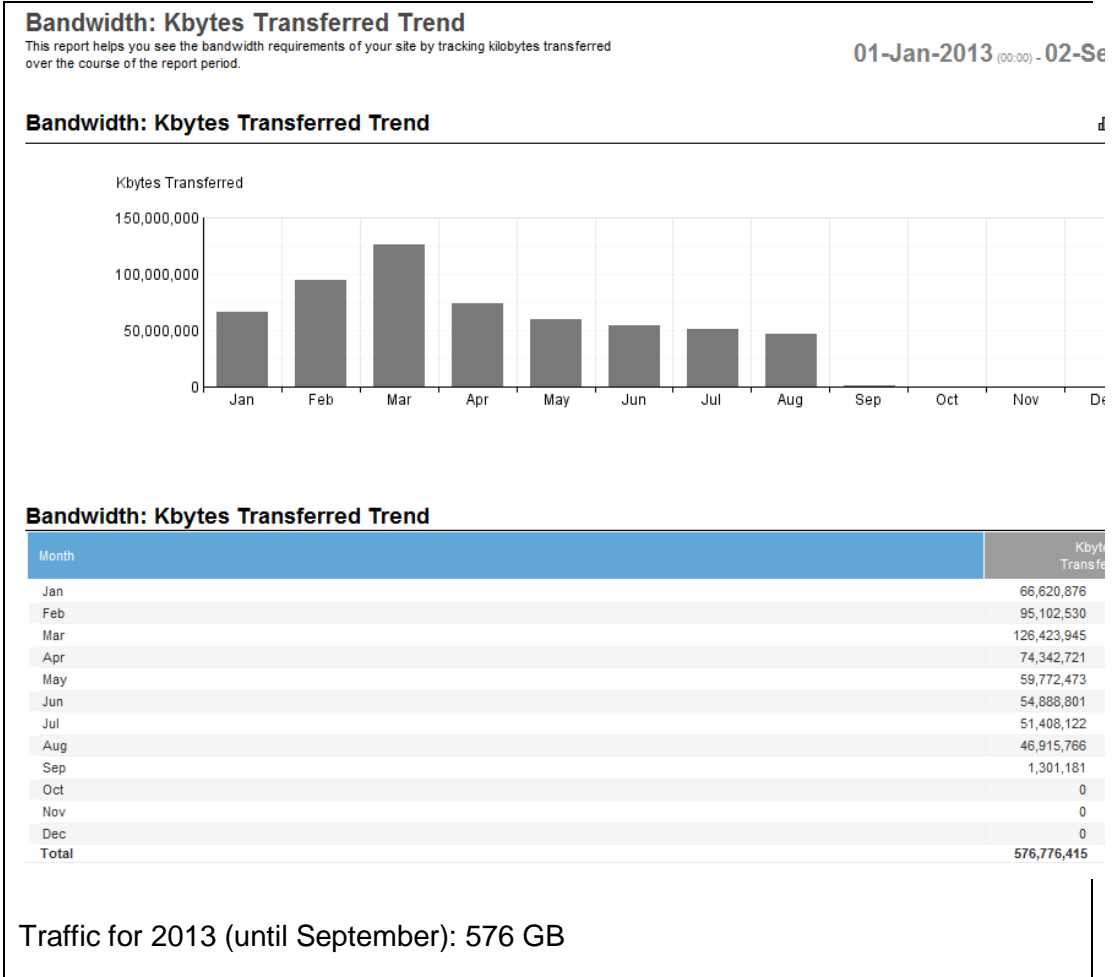 Bandwidth: Kbytes Transferred Trend
This report helps you see the bandwidth requirements of your site by tracking kilobytes transferred
over the course of the report period.
01-Jan-2013 (00:00) - 02-Se
Bandwidth: Kbytes Transferred Trend
Kbytes Transferred
150,000,000
100,000,000
50,000,000
0
Jan Feb Mar Apr May Jun Jul Aug Sep Oct Nov De
Bandwidth: Kbytes Transferred Trend
Month Kbyte
Transfe
Jan 66,620,876
Feb 95,102,530
Mar 126,423,945
Apr 74,342,721
May 59,772,473
Jun 54,888,801
Jul 51,408,122
Aug 46,915,766
Sep 1,301,181
Oct 0
Nov 0
Dec 0
Total 576,776,415
Traffic for 2013 (until September): 576 GB